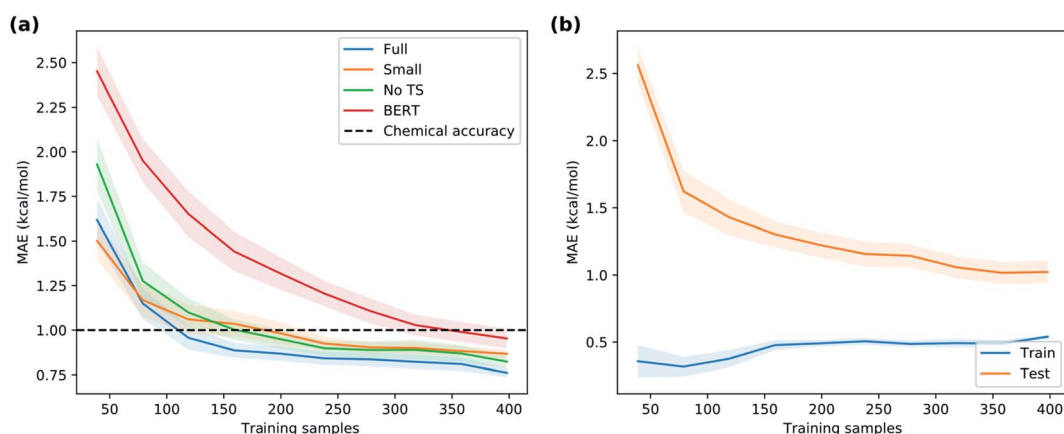 (a)
MAE (kcal/mol)
2.50
2.25
2.00
1.75
1.50
1.25
1.00
0.75
Full
Small
No TS
BERT
Chemical accuracy
50 100 150 200 250 300 350 400
Training samples
(b)
MAE (kcal/mol)
2.5
2.0
1.5
1.0
0.5
Train
Test
50 100 150 200 250 300 350 400
Training samples